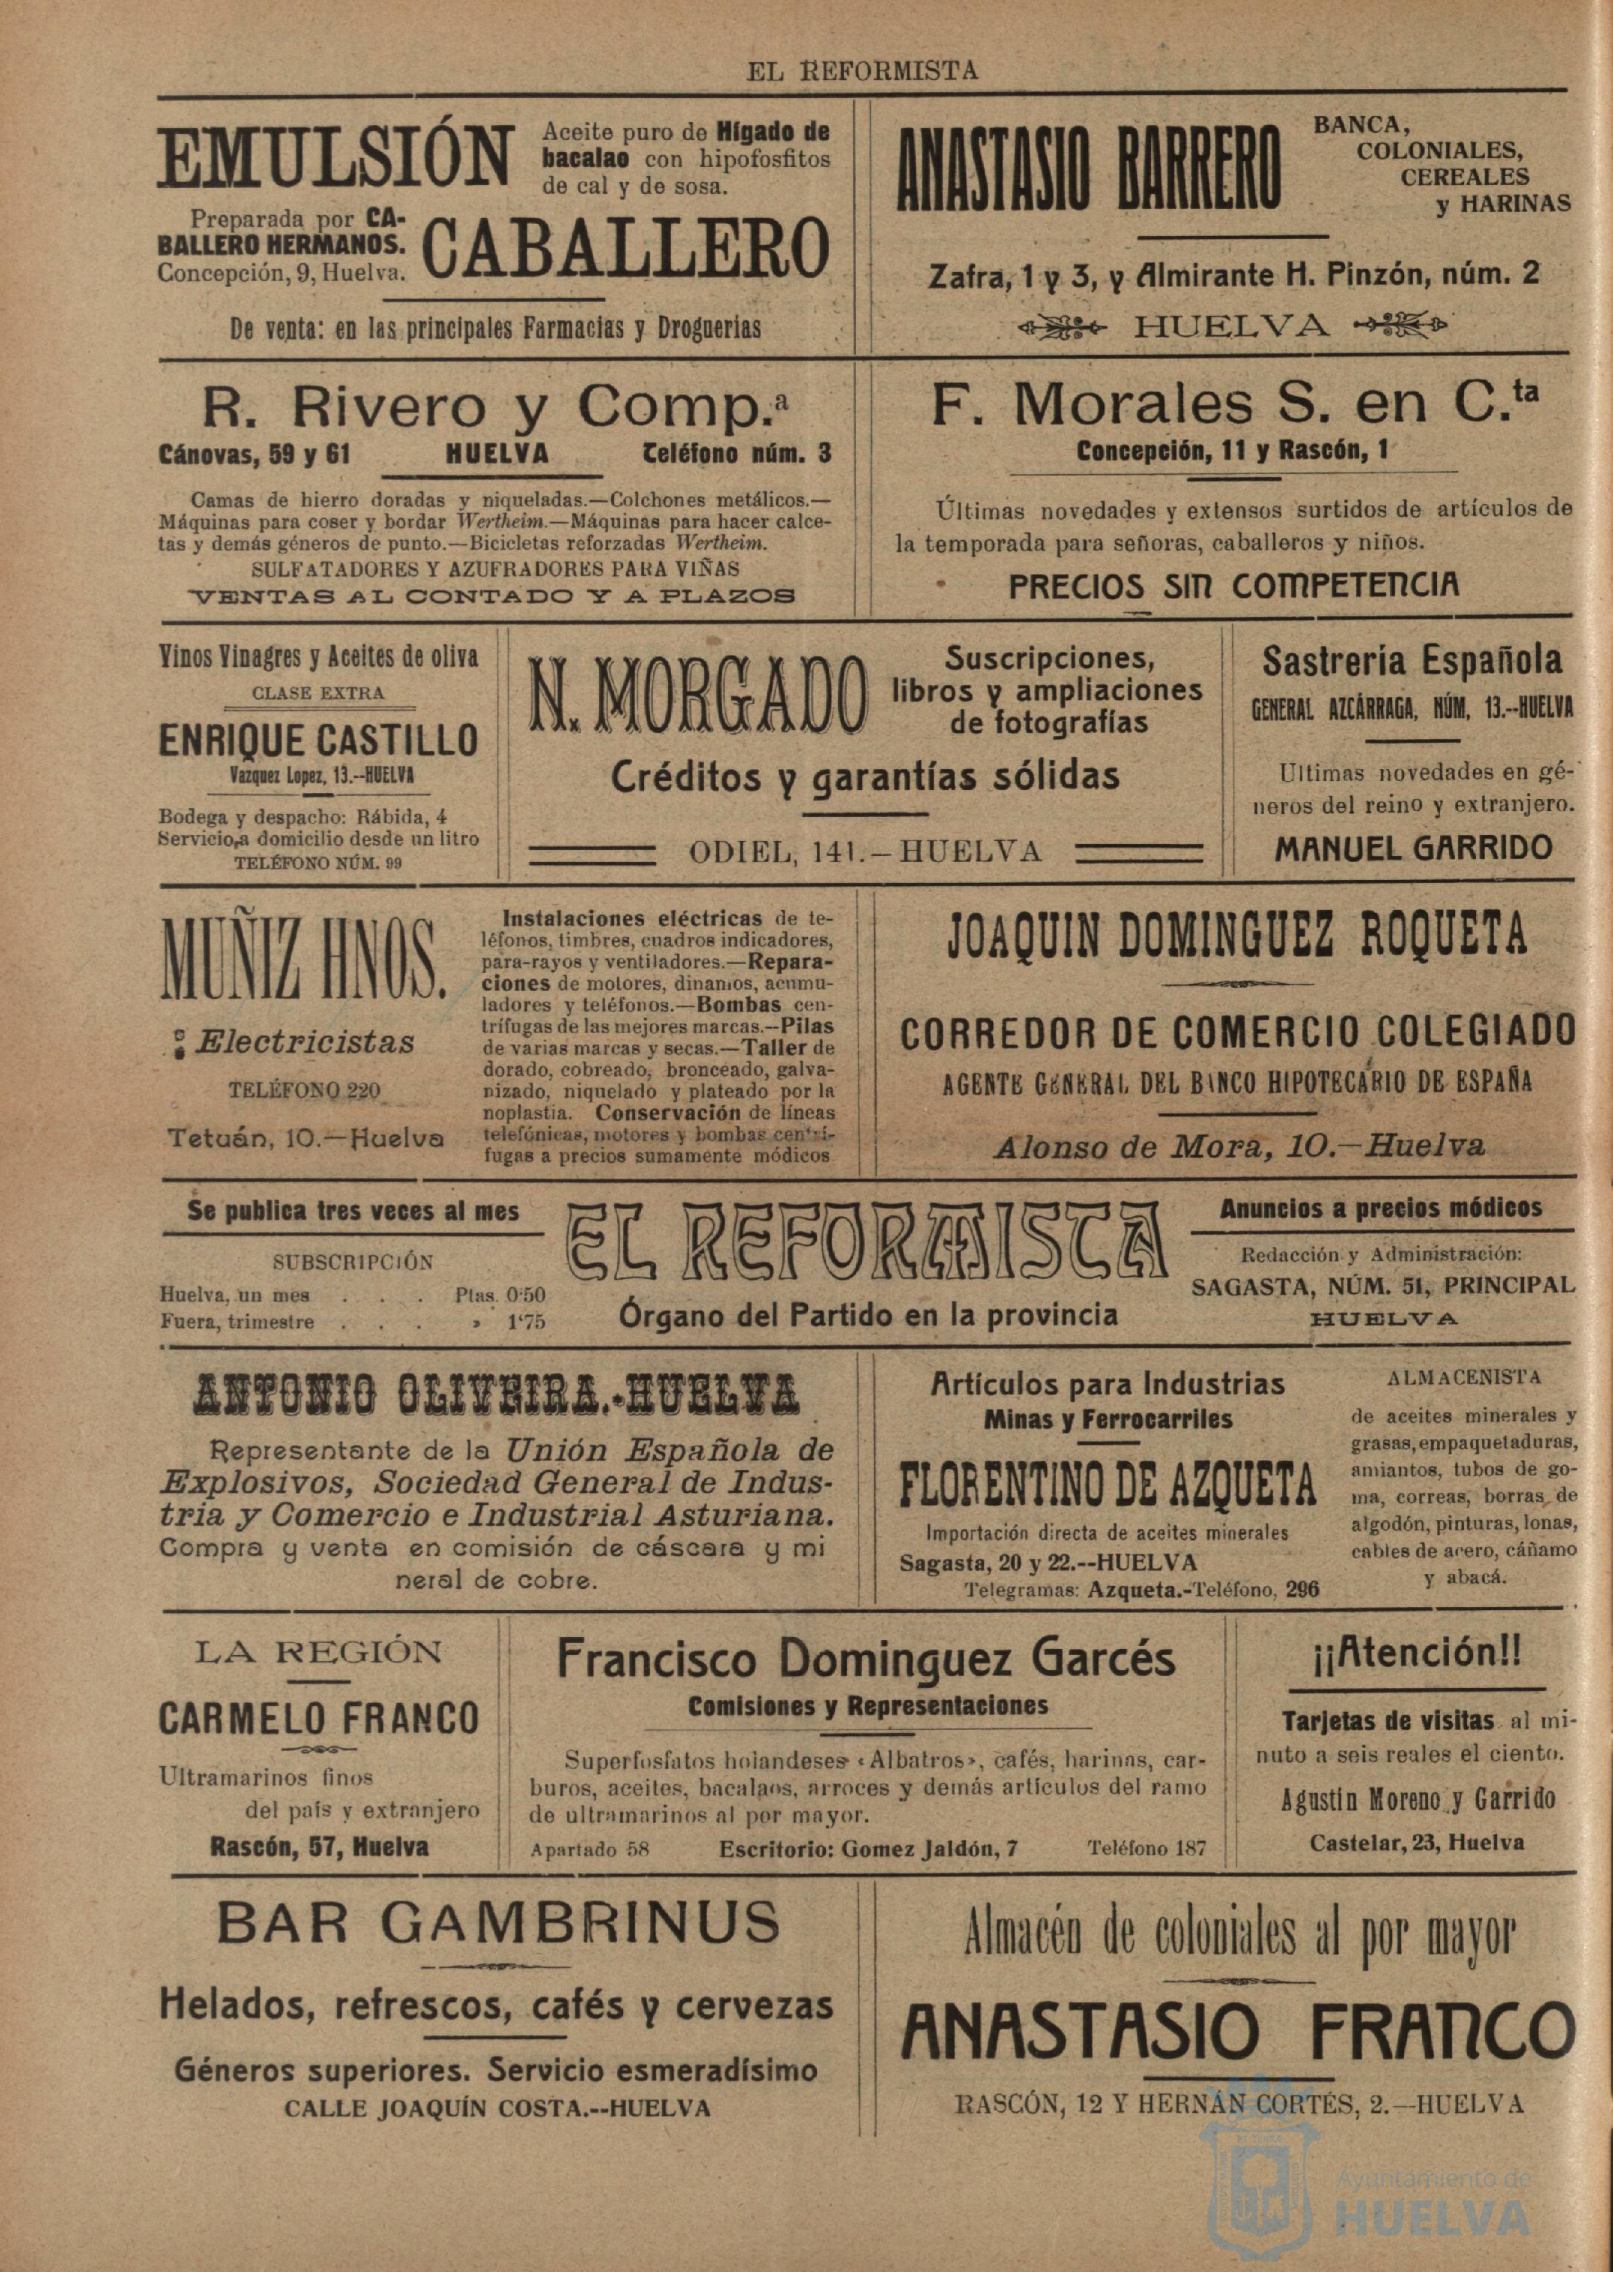 EL REFORMISTA
EMULSIÓN
Aceite puro de Hígado de
bacalao con hipofosfitos
de cal y de sosa.
Preparada por CA-
BALLERO HERMANOS.
Concepción, 9, Huelva.
CABALLERO
De venta: en las principales Farmacias y Droguerias
ANASTASIO BARRERO
BANCA,
COLONIALES,
CEREALES
y HARINAS
Zafra, 1 y 3, y Almirante H. Pinzón, núm. 2
HUELVA
R. Rivero y Comp.ª
Cánovas, 59 y 61 HUELVA Teléfono núm. 3
Camas de hierro doradas y niqueladas.—Colchones metálicos.—
Máquinas para coser y bordar Wertheim.—Máquinas para hacer calce-
tas y demás géneros de punto.—Bicicletas reforzadas Wertheim.
SULFATADORES Y AZUFRADORES PARA VIÑAS
VENTAS AL CONTADO Y A PLAZOS
F. Morales S. en C.ta
Concepción, 11 y Rascón, 1
Últimas novedades y extensos surtidos de artículos de
la temporada para señoras, caballeros y niños.
PRECIOS SIN COMPETENCIA
Vinos Vinagres y Aceites de oliva
CLASE EXTRA
ENRIQUE CASTILLO
Vazquez Lopez, 13.--HUELVA
Bodega y despacho: Rábida, 4
Servicio,a domicilio desde un litro
TELÉFONO NÚM. 99
N. MORGADO
Suscripciones,
libros y ampliaciones
de fotografías
Créditos y garantías sólidas
ODIEL, 141.—HUELVA
Sastrería Española
GENERAL AZCÁRRAGA, NÚM, 13.--HUELVA
Ultimas novedades en gé-
neros del reino y extranjero.
MANUEL GARRIDO
MUÑIZ HNOS.
Electricistas
TELÉFONO 220
Tetuán, 10.—Huelva
Instalaciones eléctricas de te-
léfonos, timbres, cuadros indicadores,
para-rayos y ventiladores.—Repara-
ciones de motores, dinamos, acumu-
ladores y teléfonos.—Bombas cen-
trífugas de las mejores marcas.--Pilas
de varias marcas y secas.—Taller de
dorado, cobreado, bronceado, galva-
nizado, niquelado y plateado por la
noplastia. Conservación de líneas
telefónicas, motores y bombas centrí-
fugas a precios sumamente módicos
JOAQUIN DOMINGUEZ ROQUETA
CORREDOR DE COMERCIO COLEGIADO
AGENTE GENERAL DEL BANCO HIPOTECARIO DE ESPAÑA
Alonso de Mora, 10.—Huelva
Se publica tres veces al mes
SUBSCRIPCIÓN
Huelva, un mes . . . Ptas. 0'50
Fuera, trimestre . . . » 1'75
EL REFORMISTA
Órgano del Partido en la provincia
Anuncios a precios módicos
Redacción y Administración:
SAGASTA, NÚM. 51, PRINCIPAL
HUELVA
ANTONIO OLIVEIRA.-HUELVA
Representante de la Unión Española de
Explosivos, Sociedad General de Indus-
tria y Comercio e Industrial Asturiana.
Compra y venta en comisión de cáscara y mi
neral de cobre.
Artículos para Industrias
Minas y Ferrocarriles
FLORENTINO DE AZQUETA
Importación directa de aceites minerales
Sagasta, 20 y 22.--HUELVA
Telegramas: Azqueta.-Teléfono, 296
ALMACENISTA
de aceites minerales y
grasas, empaquetaduras,
amiantos, tubos de go-
ma, correas, borras de
algodón, pinturas, lonas,
cables de acero, cáñamo
y abacá.
LA REGIÓN
CARMELO FRANCO
Ultramarinos finos
del país y extranjero
Rascón, 57, Huelva
Francisco Dominguez Garcés
Comisiones y Representaciones
Superfosfatos holandeses «Albatros», cafés, harinas, car-
buros, aceites, bacalaos, arroces y demás artículos del ramo
de ultramarinos al por mayor.
Apartado 58 Escritorio: Gomez Jaldón, 7 Teléfono 187
¡¡Atención!!
Tarjetas de visitas al mi-
nuto a seis reales el ciento.
Agustin Moreno y Garrido
Castelar, 23, Huelva
BAR GAMBRINUS
Helados, refrescos, cafés y cervezas
Géneros superiores. Servicio esmeradísimo
CALLE JOAQUÍN COSTA.--HUELVA
Almacén de coloniales al por mayor
ANASTASIO FRANCO
RASCÓN, 12 Y HERNÁN CORTÉS, 2.—HUELVA
Ayuntamiento de
HUELVA